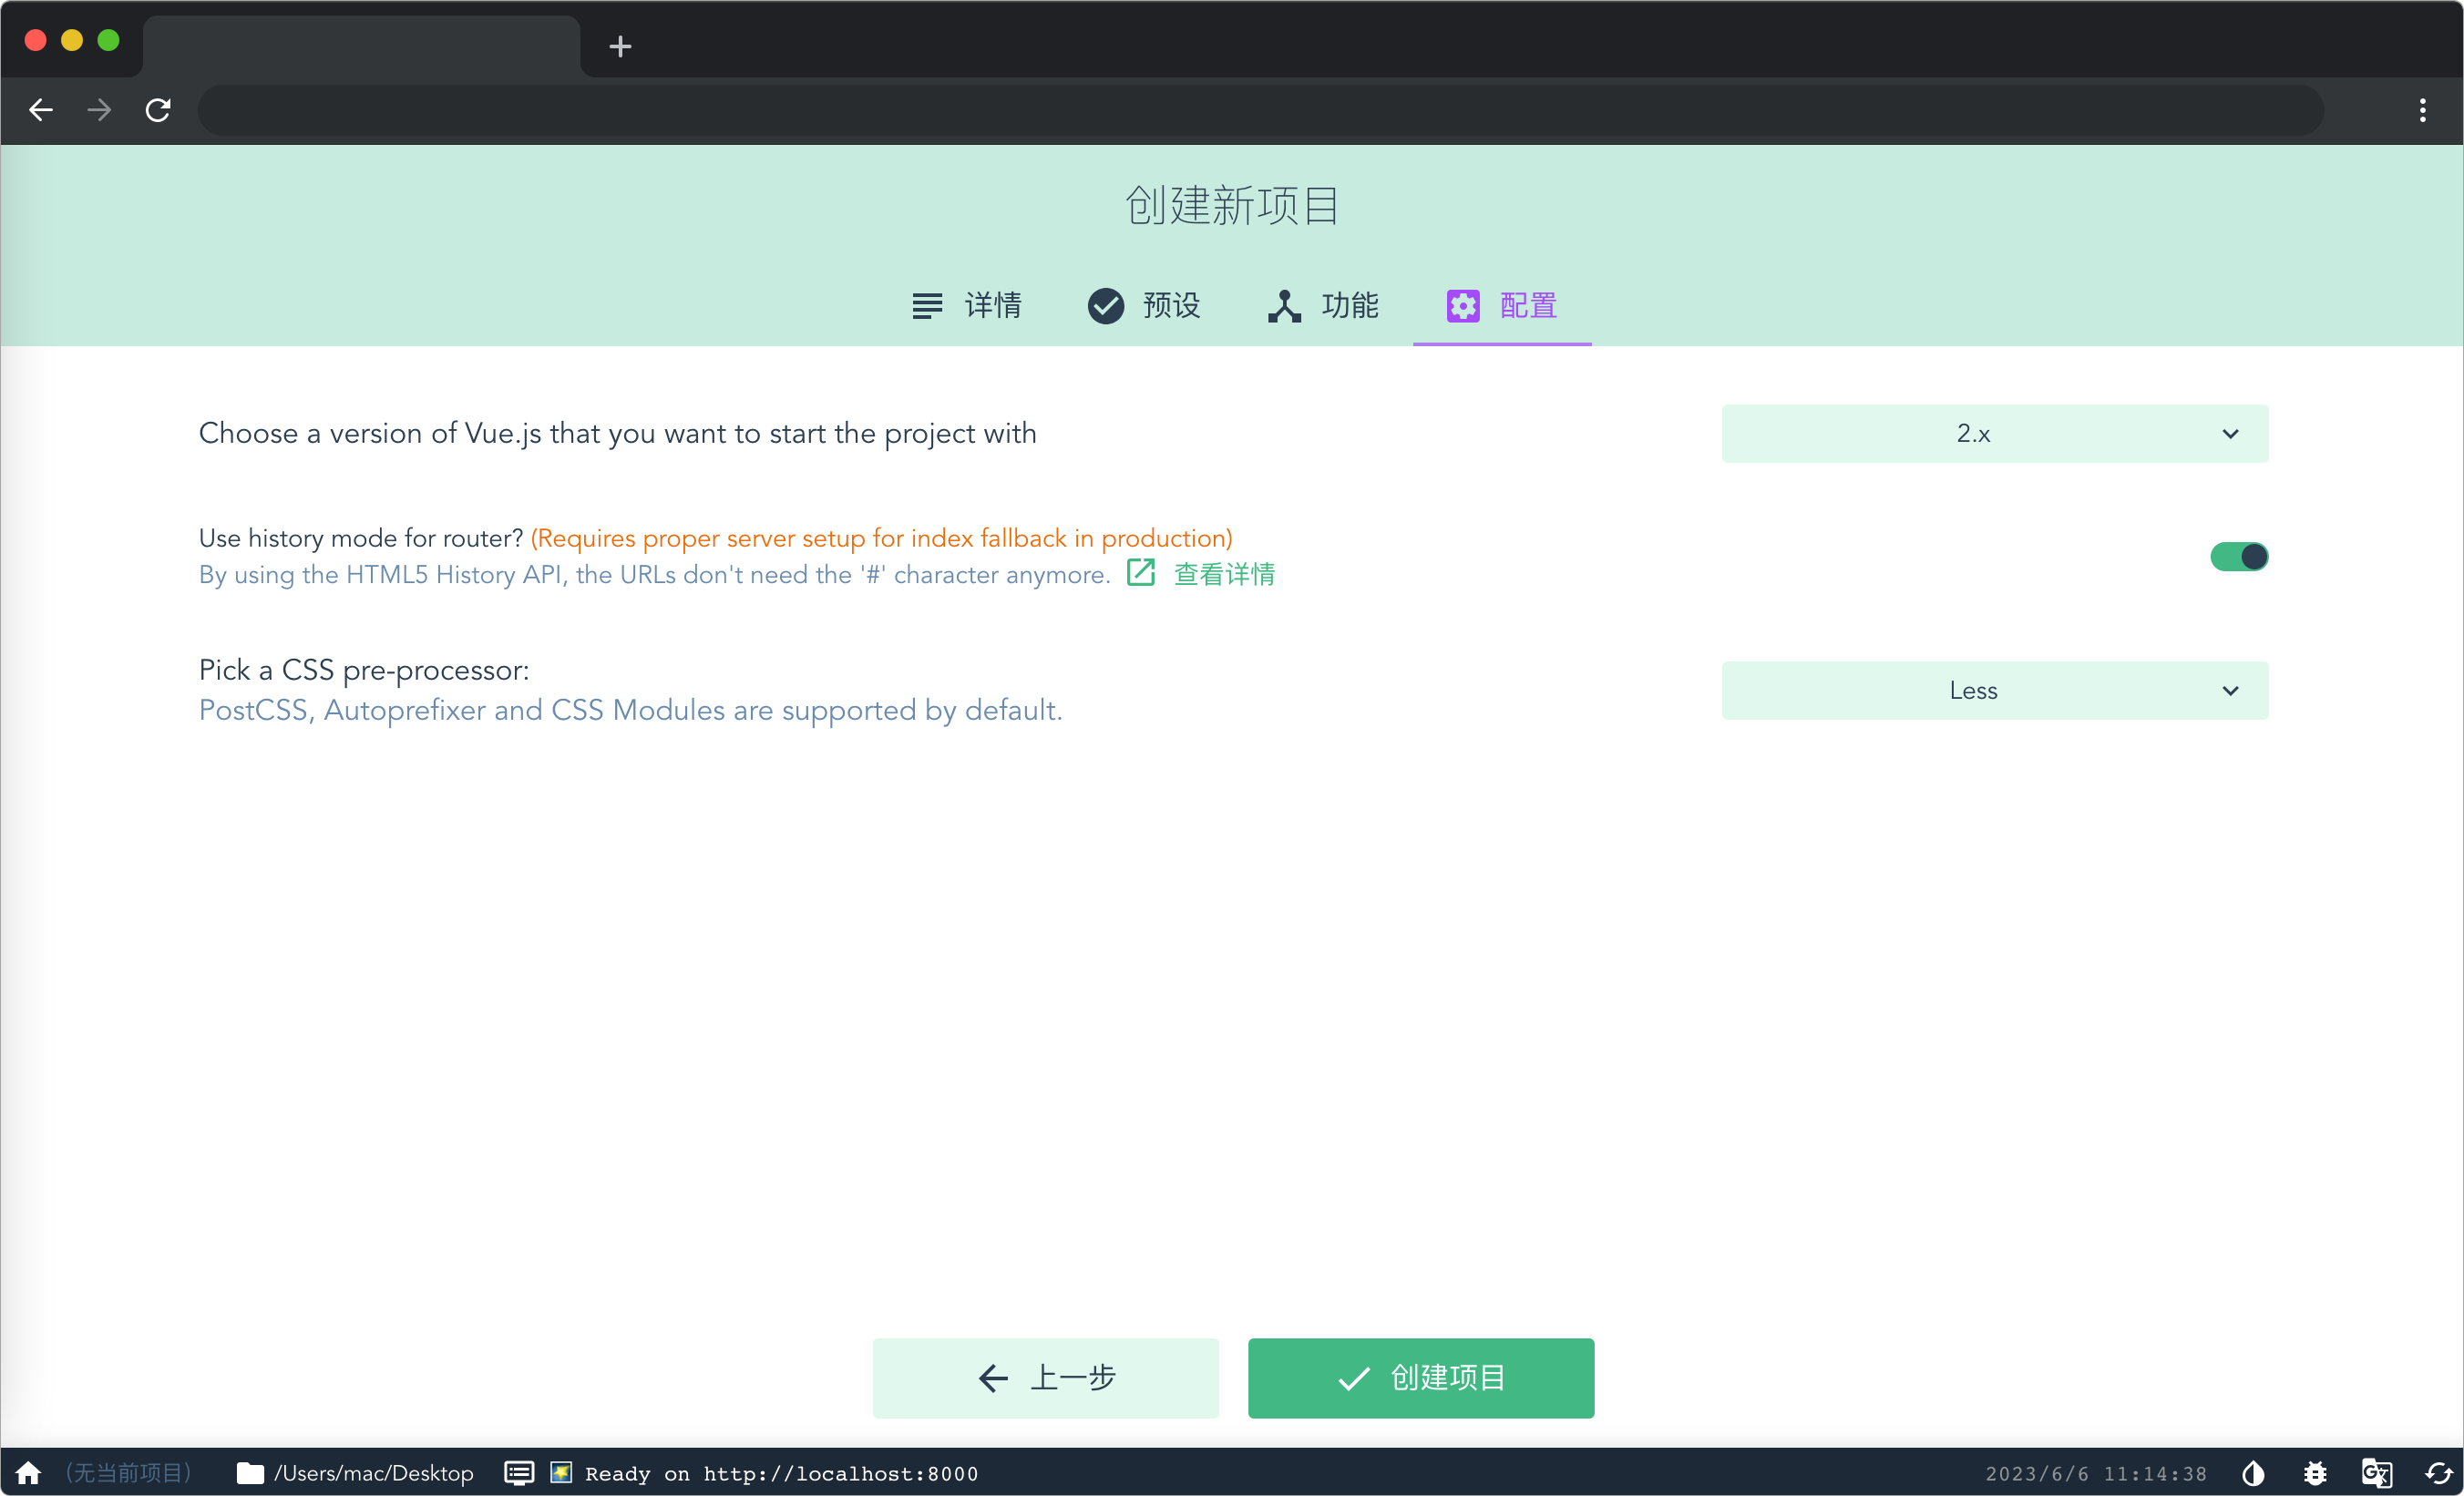 创建新项目
详情 预设 功能 配置
Choose a version of Vue.js that you want to start the project with
2.x
Use history mode for router? (Requires proper server setup for index fallback in production)
By using the HTML5 History API, the URLs don't need the '#' character anymore. 查看详情
Pick a CSS pre-processor:
PostCSS, Autoprefixer and CSS Modules are supported by default.
Less
上一步 创建项目
(无当前项目) /Users/mac/Desktop Ready on http://localhost:8000 2023/6/6 11:14:38